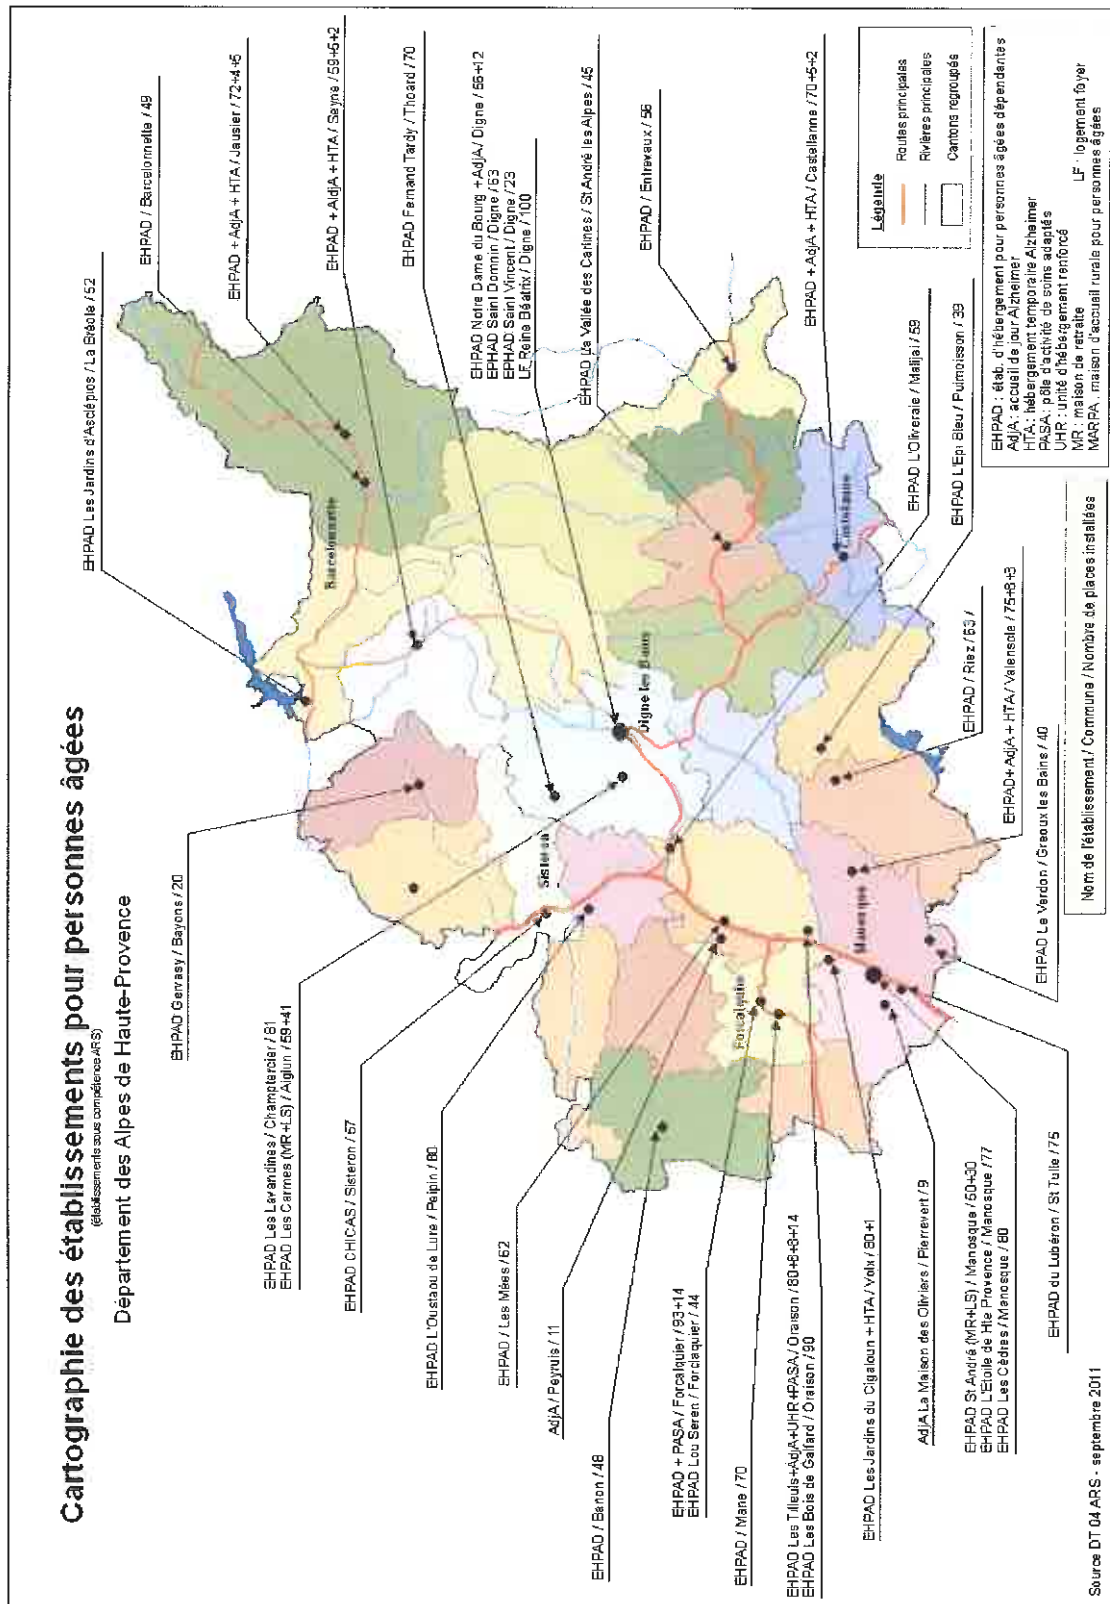 Cartographie des établissements pour personnes âgées
(établissements sous compétence ARS)
Département des Alpes de Haute-Provence
EHPAD Gervasy / Bayons / 20
EHPAD Les Lavandines / Champtercier / 81
EHPAD Les Carmes (MR+LS) / Aiglun / 59+41
EHPAD CHICAS / Sisteron / 67
EHPAD L'Oustaou de Lure / Peipin / 80
EHPAD / Les Mées / 62
AdjA / Peyruis / 11
EHPAD / Banon / 48
EHPAD + PASA / Forcalquier / 93+14
EHPAD Lou Seren / Forclaquier / 44
EHPAD / Mane / 70
EHPAD Les Tilleuls+AdjA+UHR+PASA / Oraison / 80+6+8+14
EHPAD Les Bois de Galfard / Oraison / 90
EHPAD Les Jardins du Cigaloun + HTA / Volx / 80+1
AdjA La Maison des Oliviers / Pierrevert / 9
EHPAD St André (MR+LS) / Manosque / 50+30
EHPAD L'Etoile de Hte Provence / Manosque / 77
EHPAD Les Cèdres / Manosque / 80
EHPAD du Lubéron / St Tulle / 75
Source DT 04 ARS - septembre 2011
EHPAD Les Jardins d'Asclépios / La Bréole / 52
EHPAD / Barcelonnette / 49
EHPAD + AdjA + HTA / Jausier / 72+4+5
EHPAD + AidjA + HTA / Seyne / 59+5+2
EHPAD Fernand Tardy / Thoard / 70
EHPAD Notre Dame du Bourg + AdjA / Digne / 56+12
EPHAD Saint Domnin / Digne / 63
EPHAD Saint Vincent / Digne / 23
LF Reine Béatrix / Digne / 100
EHPAD La Vallée des Carlines / St André les Alpes / 45
EHPAD / Entrevaux / 56
EHPAD + AdjA + HTA / Castellanne / 70+5+2
EHPAD L'Oliveraie / Malijai / 59
EHPAD L'Epi Bleu / Puimoisson / 39
EHPAD / Riez / 63 /
EHPAD+ AdjA + HTA / Valensole / 75+8+3
EHPAD Le Verdon / Greoux les Bains / 40
Barcelonnette
Sisteron
Digne les Bains
Forcalquier
Manosque
Castellanne
Légende
Routes principales
Rivières principales
Cantons regroupés
EHPAD : étab. d'hébergement pour personnes âgées dépendantes
AdjA : accueil de jour Alzheimer
HTA : hébergement temporaire Alzheimer
PASA : pôle d'activité de soins adaptés
UHR : unité d'hébergement renforcé
MR : maison de retraite LF : logement foyer
MARPA : maison d'accueil rurale pour personnes âgées
Nom de l'établissement / Commune / Nombre de places installées